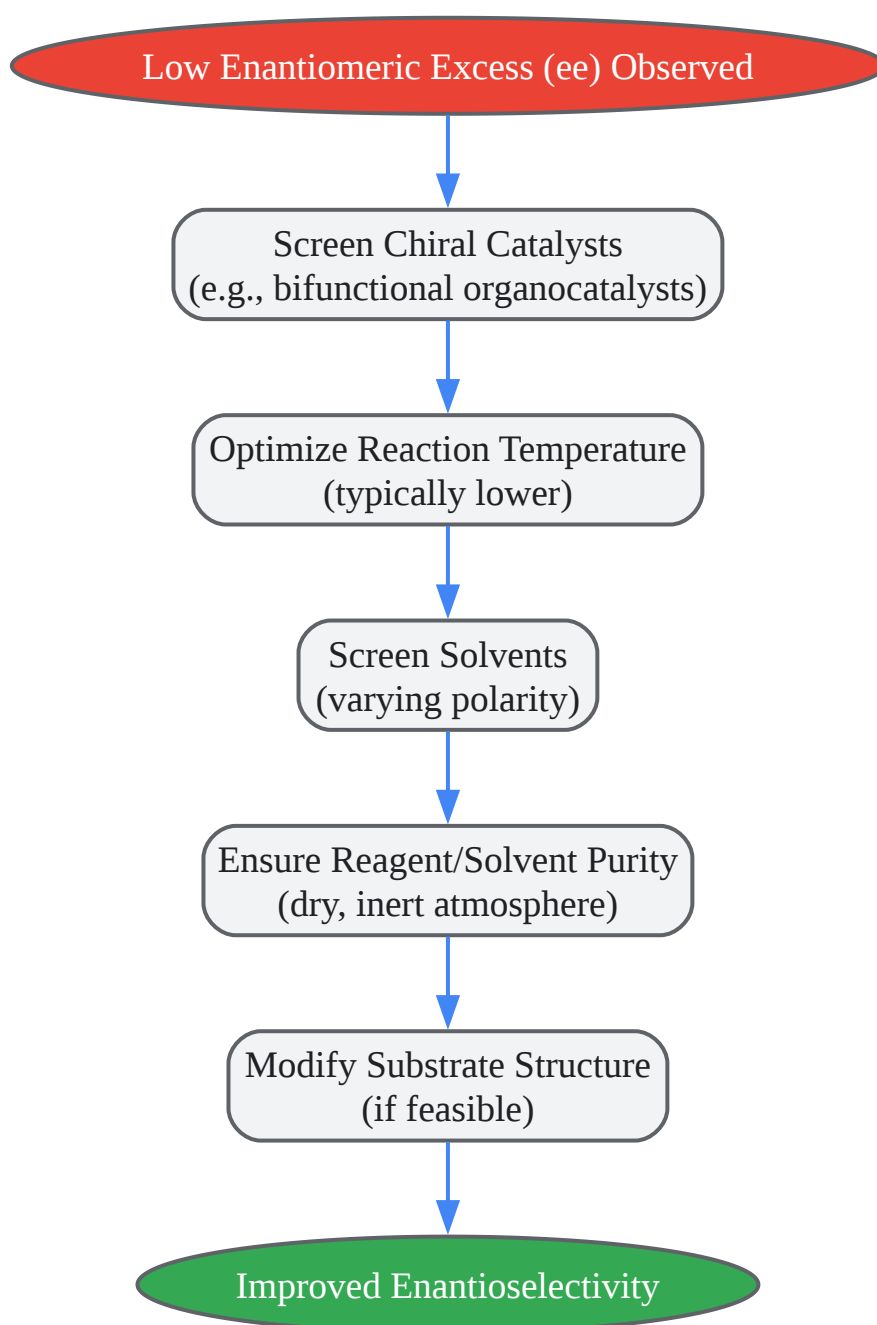 Low Enantiomeric Excess (ee) Observed
Screen Chiral Catalysts
(e.g., bifunctional organocatalysts)
Optimize Reaction Temperature
(typically lower)
Screen Solvents
(varying polarity)
Ensure Reagent/Solvent Purity
(dry, inert atmosphere)
Modify Substrate Structure
(if feasible)
Improved Enantioselectivity